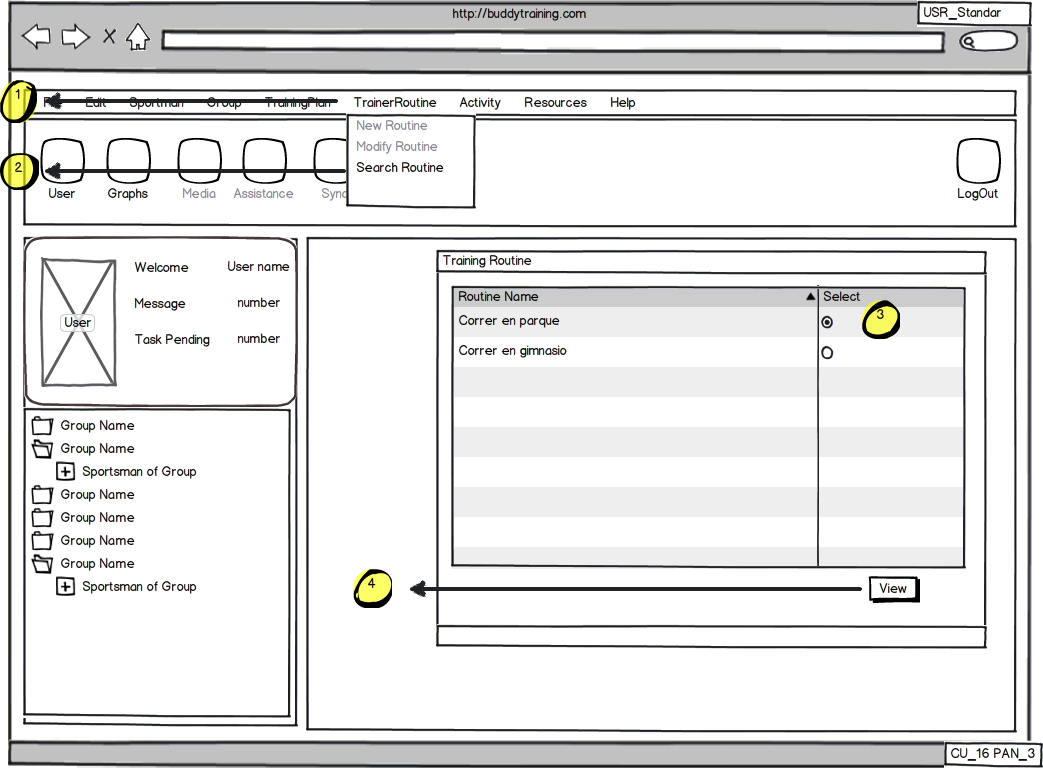 http://buddytraining.com
USR_Standar
1
Edit Sportman Group TrainingPlan TrainerRoutine Activity Resources Help
New Routine
Modify Routine
Search Routine
2
User Graphs Media Assistance LogOut
Welcome User name
Message number
User
Task Pending number
Training Routine
Routine Name Select
Correr en parque
3
Correr en gimnasio
Group Name
Group Name
Sportsman of Group
Group Name
Group Name
Group Name
Group Name
Sportsman of Group
4
View
CU_16 PAN_3